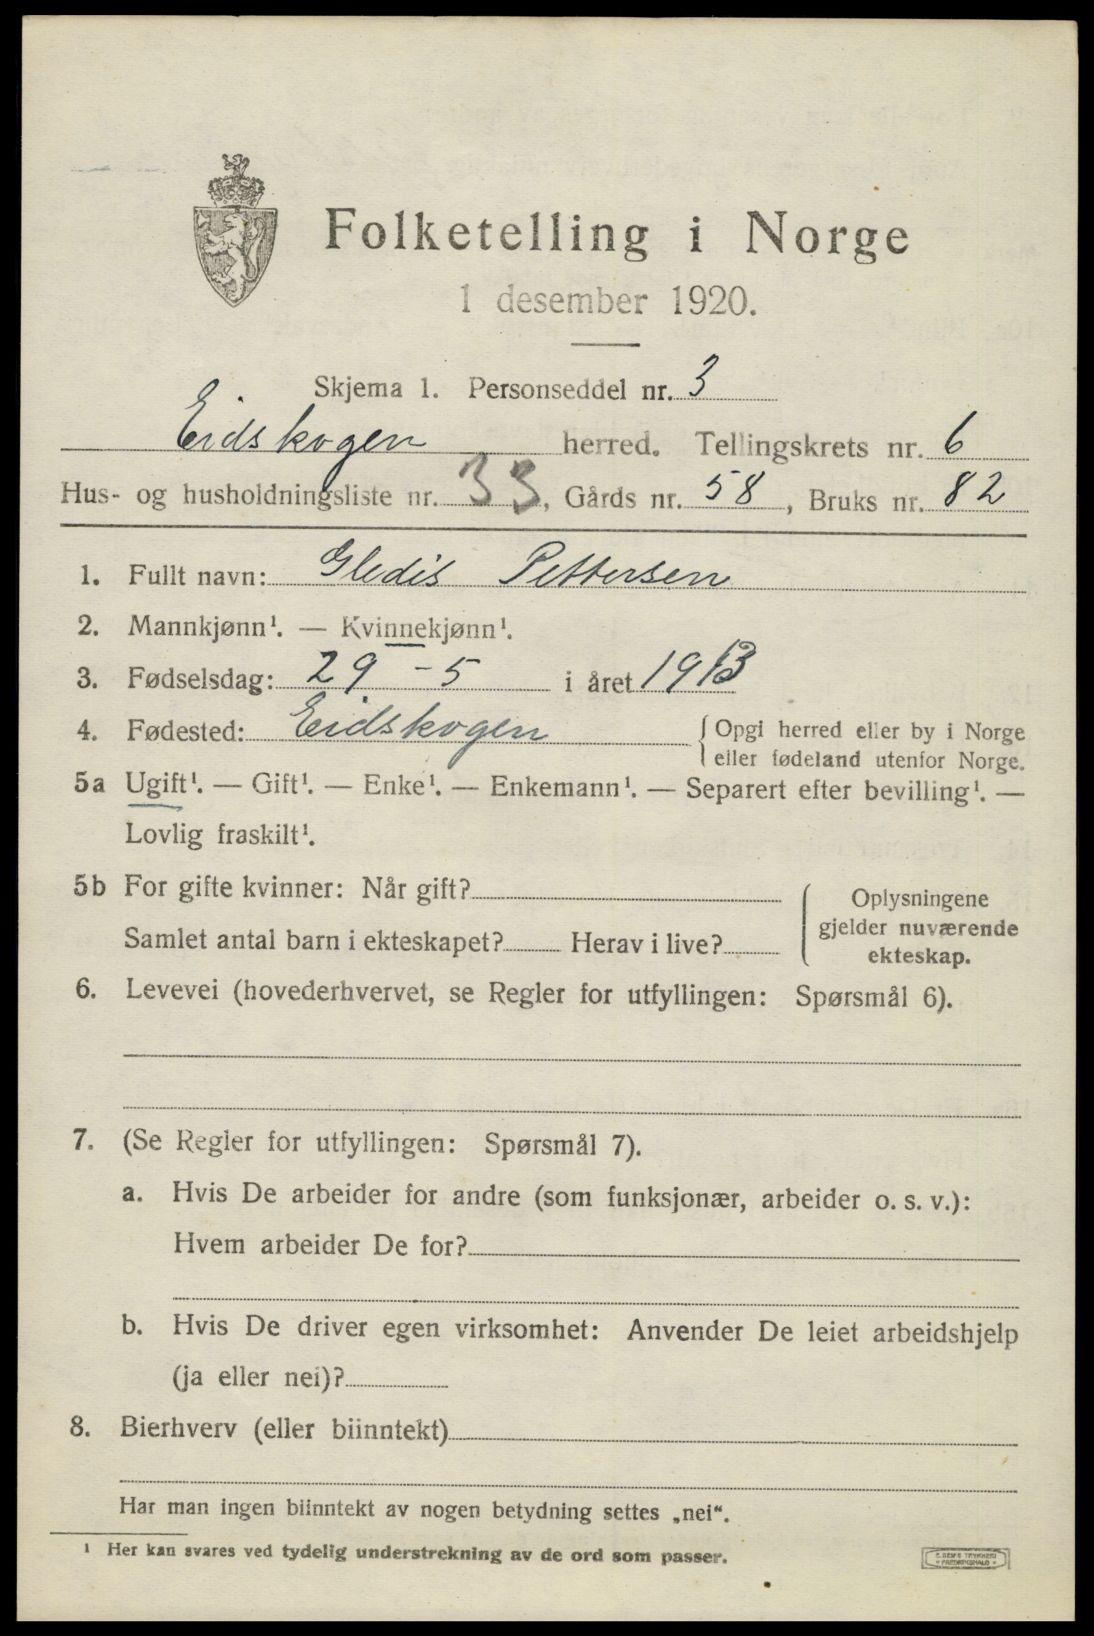 Folketelling i Norge
1 desember 1920.
Skjema 1. Personseddel nr. 3
Eidskogen herred. Tellingskrets nr. 6
Hus- og husholdningsliste nr. 33, Gårds nr. 58, Bruks nr. 82
1. Fullt navn: Gledis Pettersen
2. Mannkjønn¹. — Kvinnekjønn¹.
3. Fødselsdag: 29-5 i året 1913
4. Fødested: Eidskogen { Opgi herred eller by i Norge
eller fødeland utenfor Norge.
5a Ugift¹. — Gift¹. — Enke¹. — Enkemann¹. — Separert efter bevilling¹. —
Lovlig fraskilt¹.
5b For gifte kvinner: Når gift?
Samlet antal barn i ekteskapet? Herav i live?
{ Oplysningene
gjelder nuværende
ekteskap.
6. Levevei (hovederhvervet, se Regler for utfyllingen: Spørsmål 6).
7. (Se Regler for utfyllingen: Spørsmål 7).
a. Hvis De arbeider for andre (som funksjonær, arbeider o. s. v.):
Hvem arbeider De for?
b. Hvis De driver egen virksomhet: Anvender De leiet arbeidshjelp
(ja eller nei)?
8. Bierhverv (eller biinntekt)
Har man ingen biinntekt av nogen betydning settes „nei“.
¹ Her kan svares ved tydelig understrekning av de ord som passer.